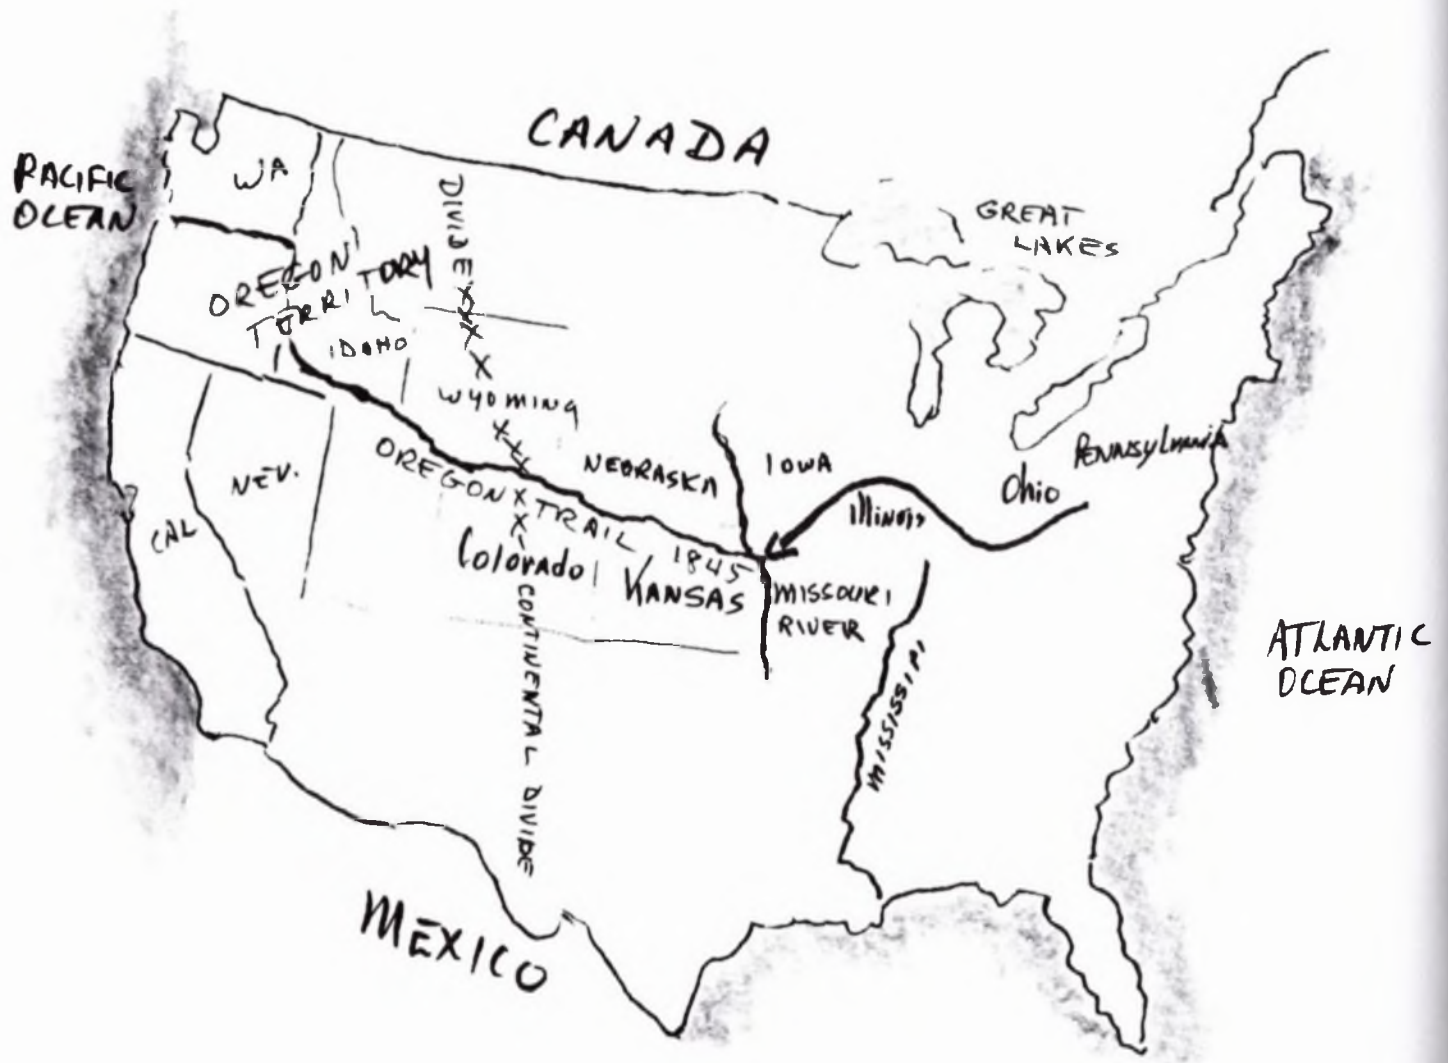 CANADA
PACIFIC
OCEAN
WA
DIVIDE
GREAT
LAKES
OREGON
TERRITORY
IDAHO
WYOMING
NEBRASKA
IOWA
PENNSYLVANIA
Ohio
ILLINOIS
NEV.
CAL
OREGON TRAIL, 1845
Colorado
KANSAS
MISSOURI
RIVER
CONTINENTAL DIVIDE
MISSISSIPI
ATLANTIC
OCEAN
MEXICO